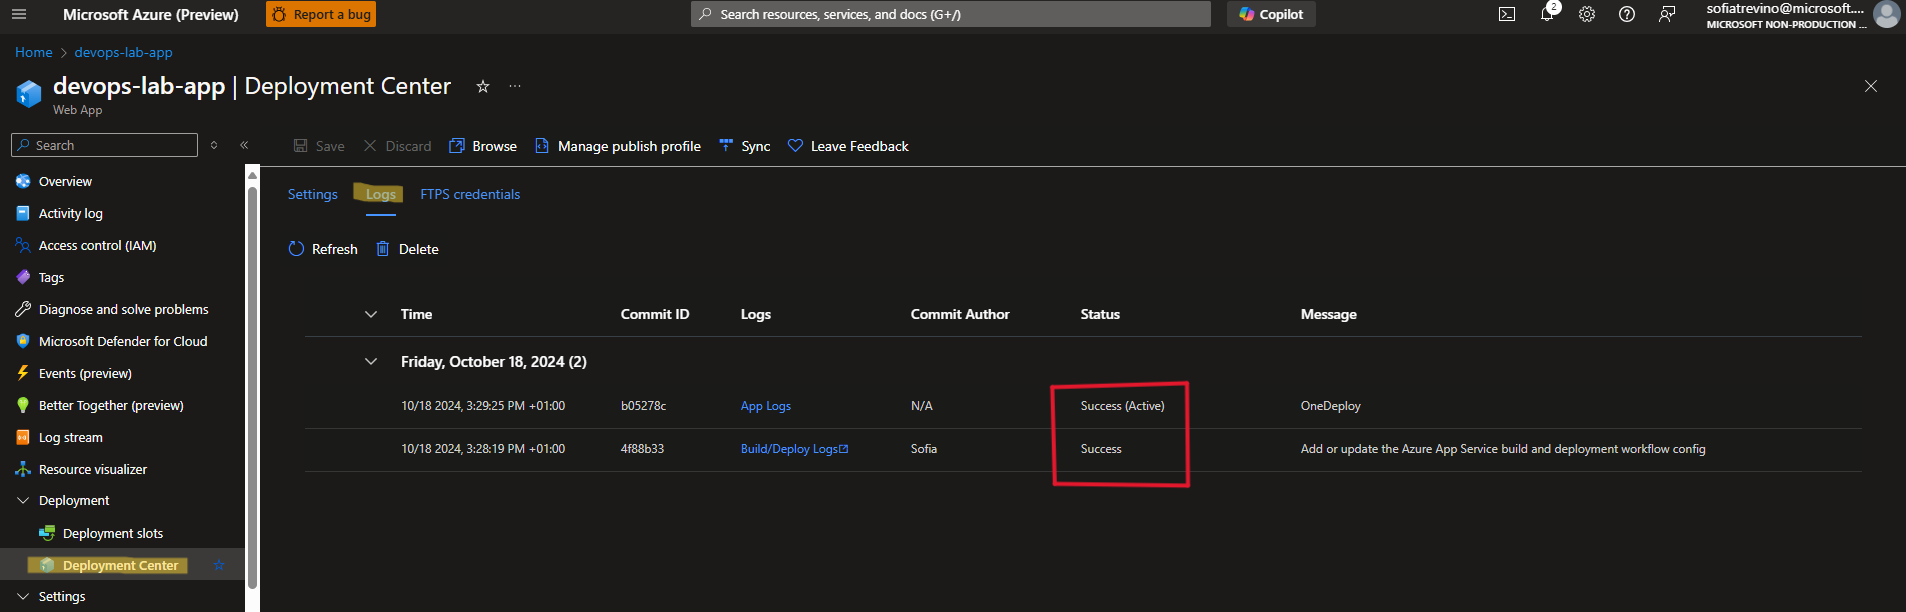 Microsoft Azure (Preview)
Report a bug
Search resources, services, and docs (G+/)
Copilot
2
sofiatrevino@microsoft....
MICROSOFT NON-PRODUCTION ...
Home > devops-lab-app
devops-lab-app | Deployment Center
Web App
Search
Save
Discard
Browse
Manage publish profile
Sync
Leave Feedback
Overview
Activity log
Access control (IAM)
Tags
Diagnose and solve problems
Microsoft Defender for Cloud
Events (preview)
Better Together (preview)
Log stream
Resource visualizer
Deployment
Deployment slots
Deployment Center
Settings
Settings Logs FTPS credentials
Refresh Delete
Time Commit ID Logs Commit Author Status Message
Friday, October 18, 2024 (2)
10/18 2024, 3:29:25 PM +01:00 b05278c App Logs N/A Success (Active) OneDeploy
10/18 2024, 3:28:19 PM +01:00 4f88b33 Build/Deploy Logs Sofia Success Add or update the Azure App Service build and deployment workflow config